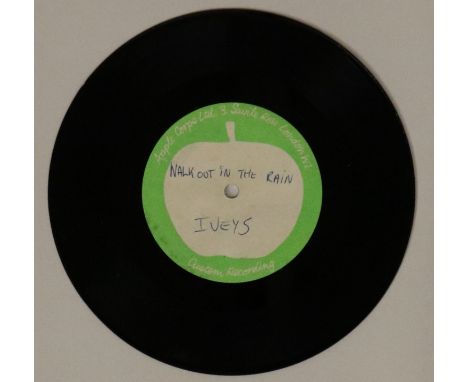 Apple Corps Ltd. 3, Savile Row London W1
WALK OUT IN THE RAIN
IVEYS
Custom Recording